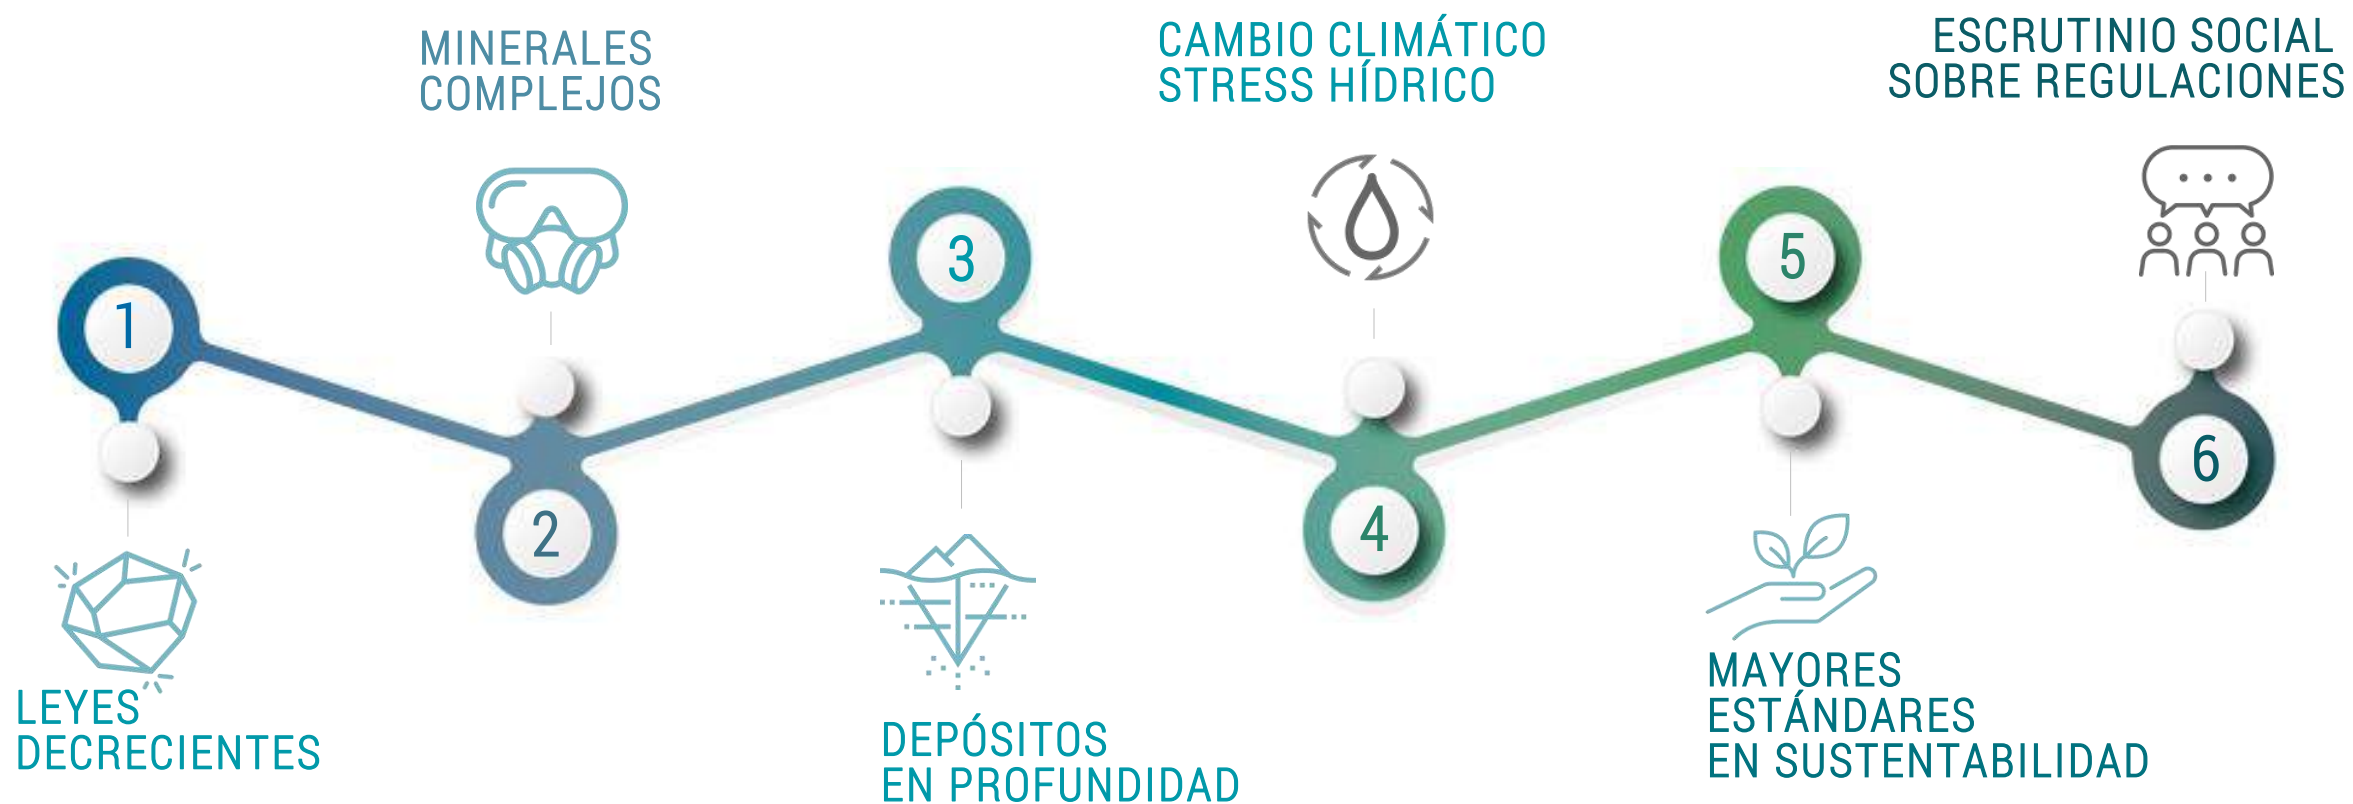 1
LEYES
DECRECIENTES
2
MINERALES
COMPLEJOS
3
DEPÓSITOS
EN PROFUNDIDAD
4
CAMBIO CLIMÁTICO
STRESS HÍDRICO
5
MAYORES
ESTÁNDARES
EN SUSTENTABILIDAD
6
ESCRUTINIO SOCIAL
SOBRE REGULACIONES